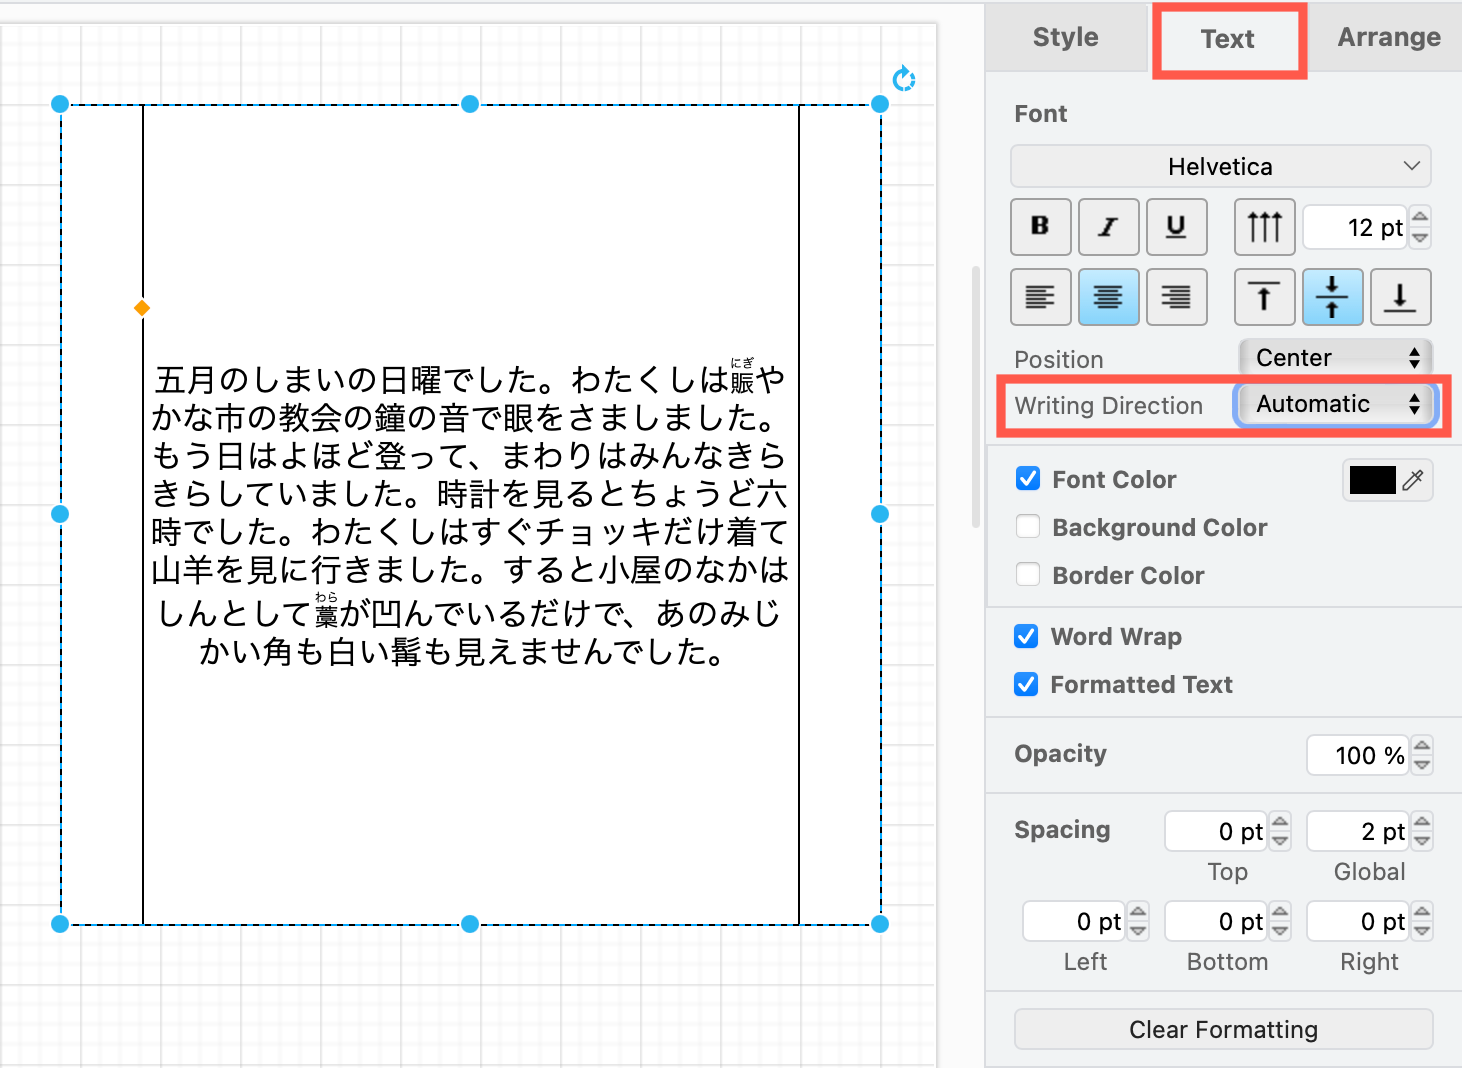 にぎ
五月のしまいの日曜でした。わたくしは賑や
かな市の教会の鐘の音で眼をさましました。
もう日はよほど登って、まわりはみんなきら
きらしていました。時計を見るとちょうど六
時でした。わたくしはすぐチョッキだけ着て
山羊を見に行きました。すると小屋のなかは
わら
しんとして藁が凹んでいるだけで、あのみじ
かい角も白い髯も見えませんでした。
Style Text Arrange
Font
Helvetica
B I U 12 pt
Position Center
Writing Direction Automatic
Font Color
Background Color
Border Color
Word Wrap
Formatted Text
Opacity 100 %
Spacing 0 pt 2 pt
Top Global
0 pt 0 pt 0 pt
Left Bottom Right
Clear Formatting